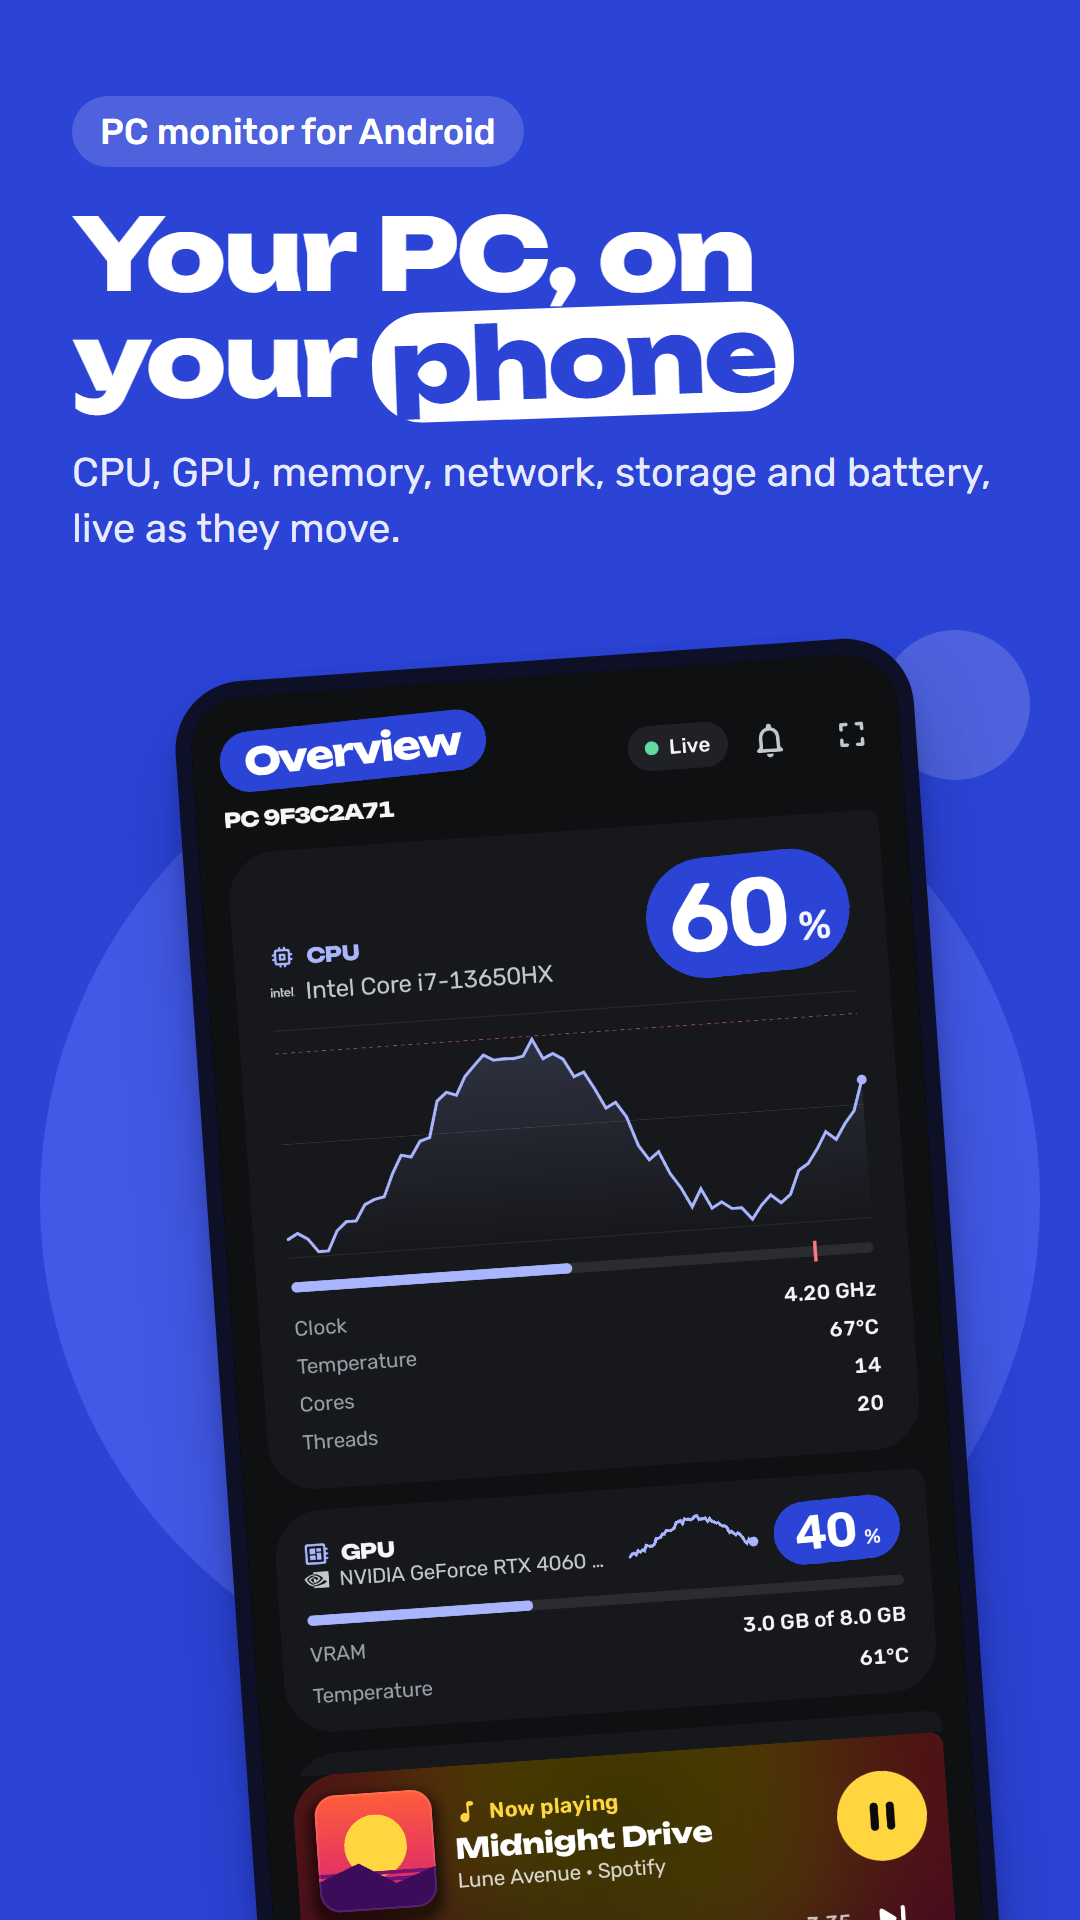 PC monitor for Android
Your PC, on
your phone
CPU, GPU, memory, network, storage and battery,
live as they move.
Overview
Live
PC 9F3C2A71
60 %
CPU
intel Intel Core i7-13650HX
Clock 4.20 GHz
Temperature 67°C
Cores 14
Threads 20
GPU
NVIDIA GeForce RTX 4060 ...
40 %
VRAM 3.0 GB of 8.0 GB
Temperature 61°C
Now playing
Midnight Drive
Lune Avenue • Spotify